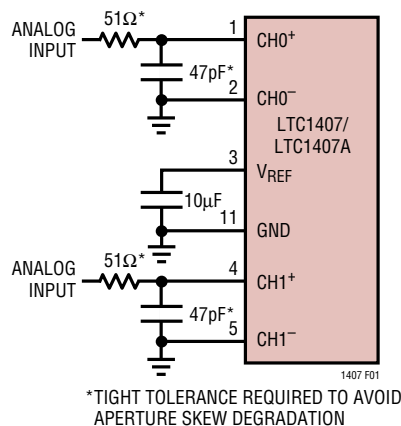 ANALOG
INPUT
51Ω*
47pF*
1
CH0+
2
CH0−
LTC1407/
LTC1407A
3
VREF
10µF
11
GND
ANALOG
INPUT
51Ω*
47pF*
4
CH1+
5
CH1−
1407 F01
*TIGHT TOLERANCE REQUIRED TO AVOID
APERTURE SKEW DEGRADATION